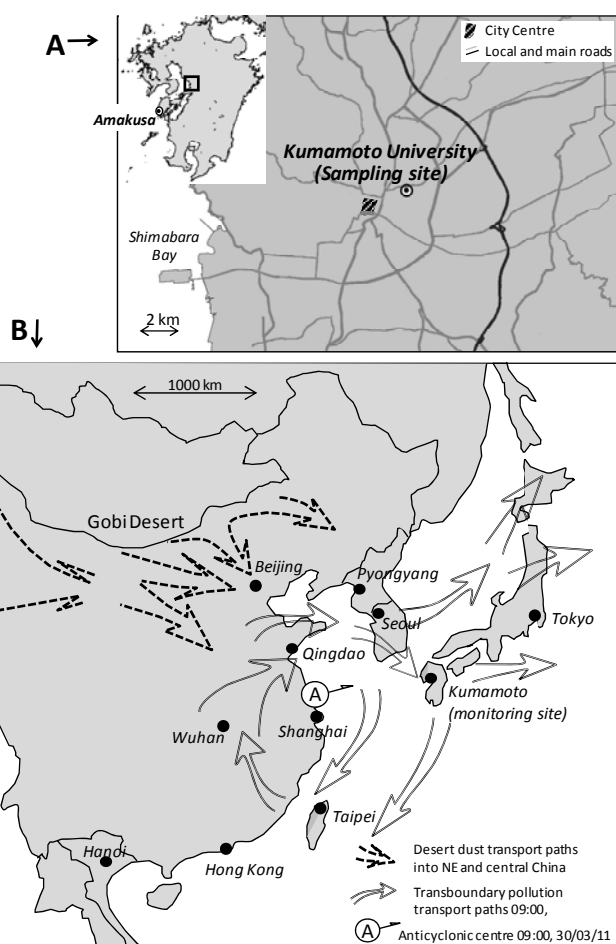 A
City Centre
Local and main roads
Amakusa
Kumamoto University
(Sampling site)
Shimabara
Bay
2 km
B
1000 km
Gobi Desert
Beijing
Pyongyang
Seoul
Tokyo
Qingdao
Kumamoto
(monitoring site)
A
Shanghai
Wuhan
Taipei
Hanoi
Hong Kong
Desert dust transport paths
into NE and central China
Transboundary pollution
transport paths 09:00,
A
Anticyclonic centre 09:00, 30/03/11